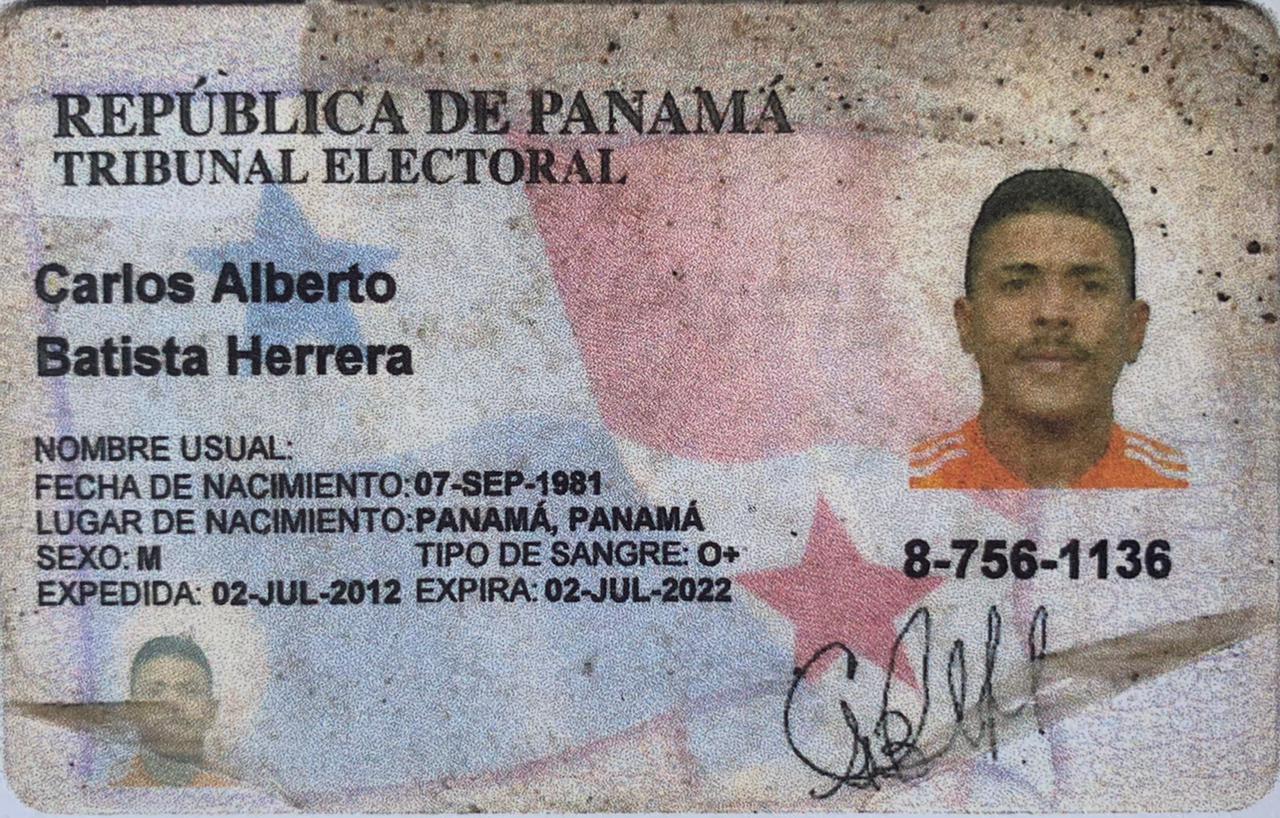 REPÚBLICA DE PANAMÁ
TRIBUNAL ELECTORAL
Carlos Alberto
Batista Herrera
NOMBRE USUAL:
FECHA DE NACIMIENTO: 07-SEP-1981
LUGAR DE NACIMIENTO: PANAMÁ, PANAMÁ
SEXO: M TIPO DE SANGRE: O+
EXPEDIDA: 02-JUL-2012 EXPIRA: 02-JUL-2022
8-756-1136